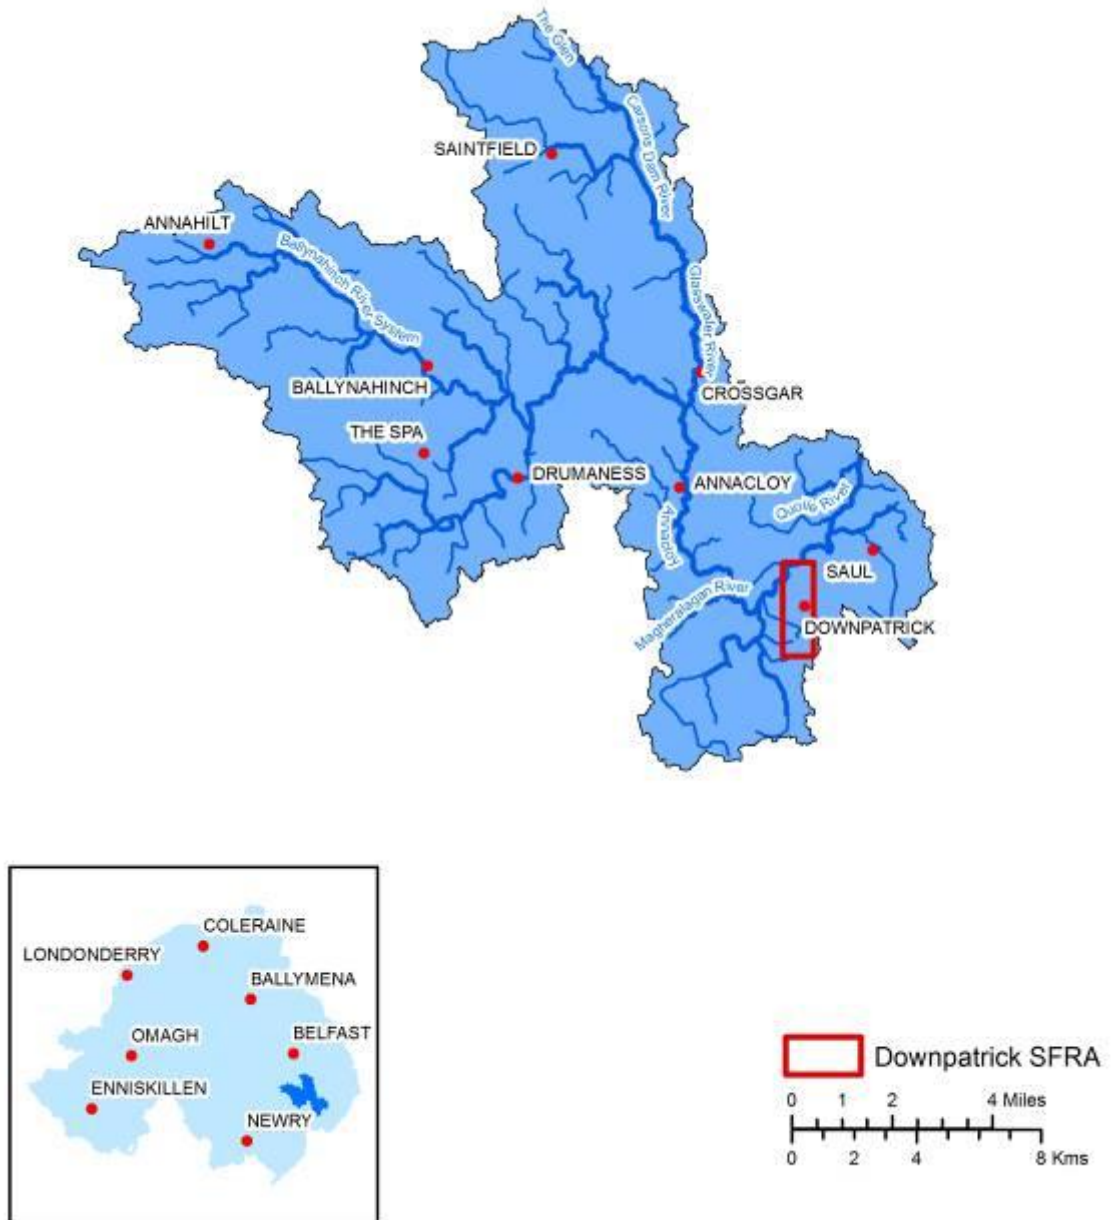 The Glen
Carsons Dam River
SAINTFIELD
ANNAHILT
Ballynahinch River System
Glasswater River
BALLYNAHINCH
CROSSGAR
THE SPA
DRUMANESS
ANNACLOY
Quoile River
Annacloy
SAUL
Magheralagan River
DOWNPATRICK
COLERAINE
LONDONDERRY
BALLYMENA
OMAGH
BELFAST
ENNISKILLEN
NEWRY
Downpatrick SFRA
0 1 2 4 Miles
0 2 4 8 Kms